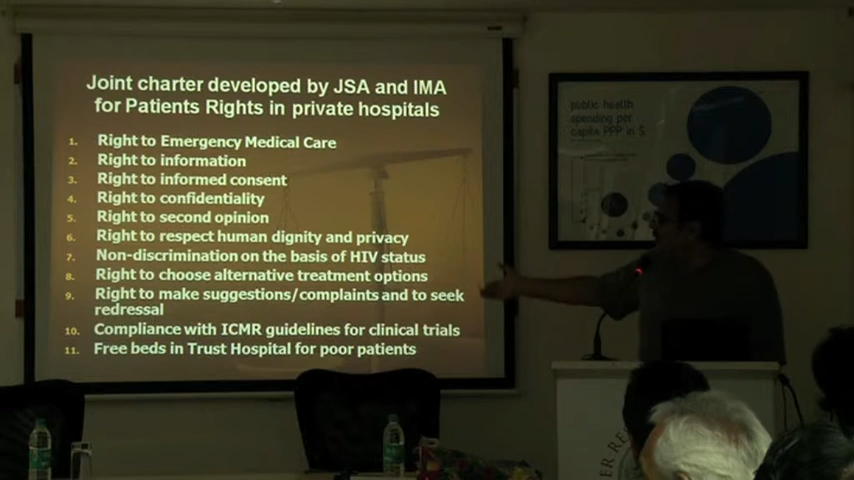 Joint charter developed by JSA and IMA
for Patients Rights in private hospitals
1. Right to Emergency Medical Care
2. Right to information
3. Right to informed consent
4. Right to confidentiality
5. Right to second opinion
6. Right to respect human dignity and privacy
7. Non-discrimination on the basis of HIV status
8. Right to choose alternative treatment options
9. Right to make suggestions/complaints and to seek
redressal
10. Compliance with ICMR guidelines for clinical trials
11. Free beds in Trust Hospital for poor patients
public health
spending per
capita PPP in $